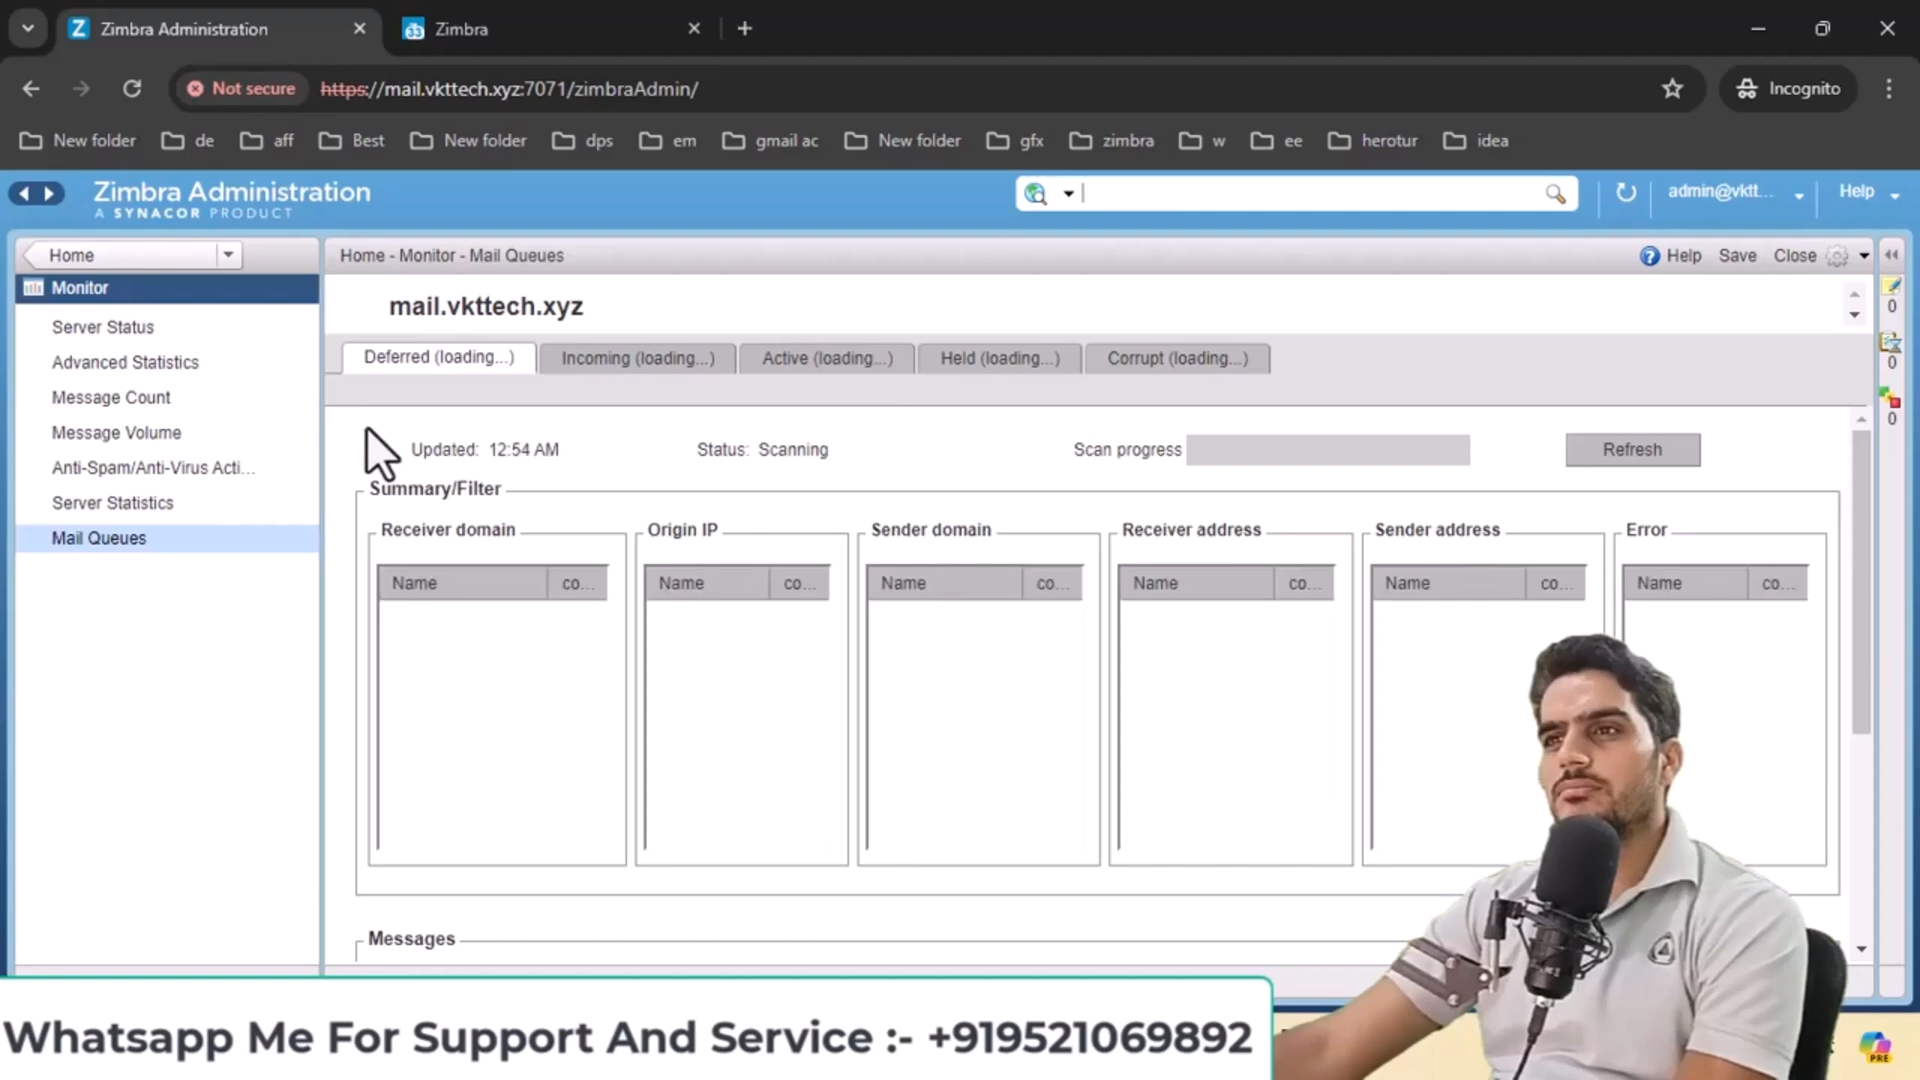 Zimbra Administration
Zimbra
Not secure
https://mail.vkttech.xyz:7071/zimbraAdmin/
Incognito
New folder
de
aff
Best
New folder
dps
em
gmail ac
New folder
gfx
zimbra
w
ee
herotur
idea
Zimbra Administration
A SYNACOR PRODUCT
admin@vktt...
Help
Home
Home - Monitor - Mail Queues
Help
Save
Close
Monitor
Server Status
Advanced Statistics
Message Count
Message Volume
Anti-Spam/Anti-Virus Acti...
Server Statistics
Mail Queues
0
0
0
mail.vkttech.xyz
Deferred (loading...)
Incoming (loading...)
Active (loading...)
Held (loading...)
Corrupt (loading...)
Updated: 12:54 AM
Status: Scanning
Scan progress
Refresh
Summary/Filter
Receiver domain
Origin IP
Sender domain
Receiver address
Sender address
Error
Name co...
Name co...
Name co...
Name co...
Name co...
Name co...
Messages
Whatsapp Me For Support And Service :- +919521069892
PRE